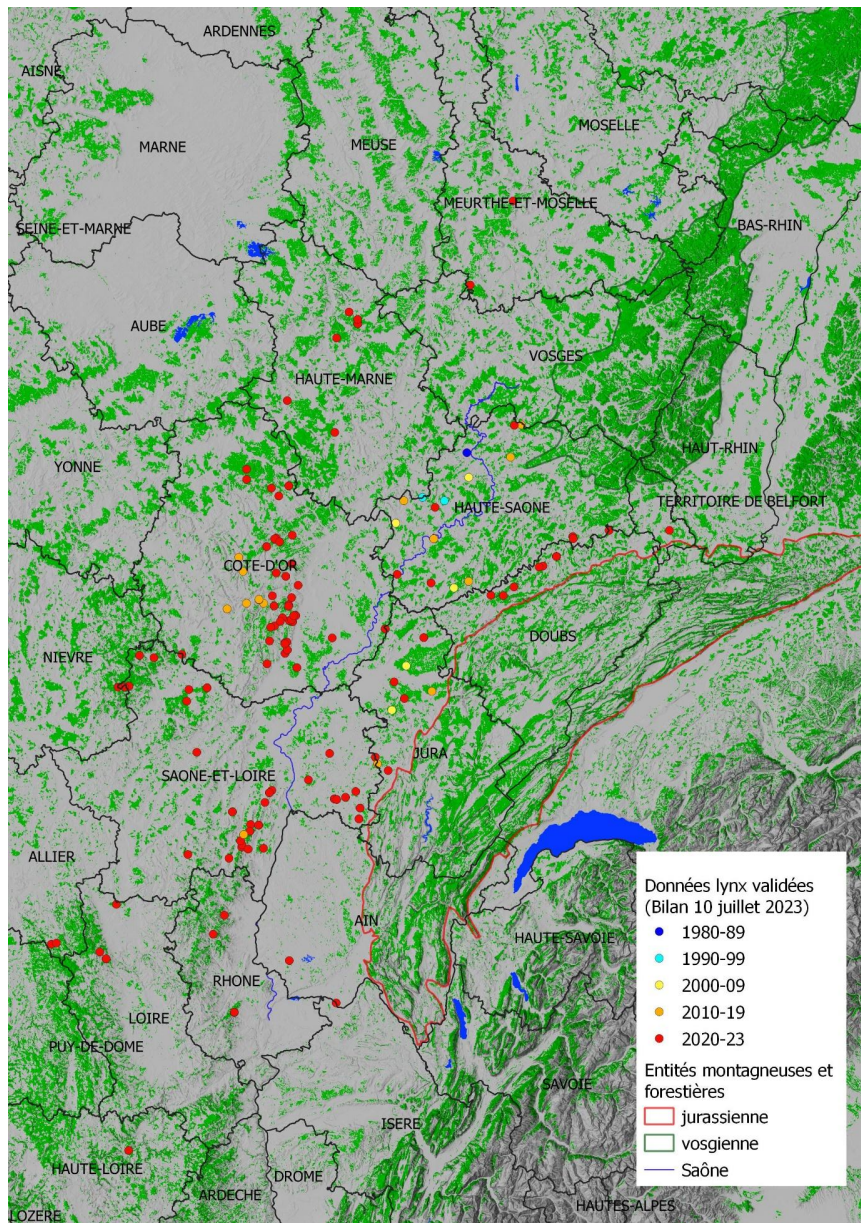 ARDENNES
AISNE
MOSELLE
MARNE
MEUSE
MEURTHE-ET-MOSELLE
SEINE-ET-MARNE
BAS-RHIN
AUBE
VOSGES
HAUTE-MARNE
HAUT-RHIN
YONNE
TERRITOIRE DE BELFORT
HAUTE-SAONE
COTE-D'OR
DOUBS
NIEVRE
JURA
SAONE-ET-LOIRE
ALLIER
AIN
HAUTE-SAVOIE
RHONE
LOIRE
PUY-DE-DOME
SAVOIE
ISERE
HAUTE-LOIRE
DROME
ARDECHE
HAUTES-ALPES
LOZERE
Données lynx validées
(Bilan 10 juillet 2023)
1980-89
1990-99
2000-09
2010-19
2020-23
Entités montagneuses et
forestières
jurassienne
vosgienne
Saône